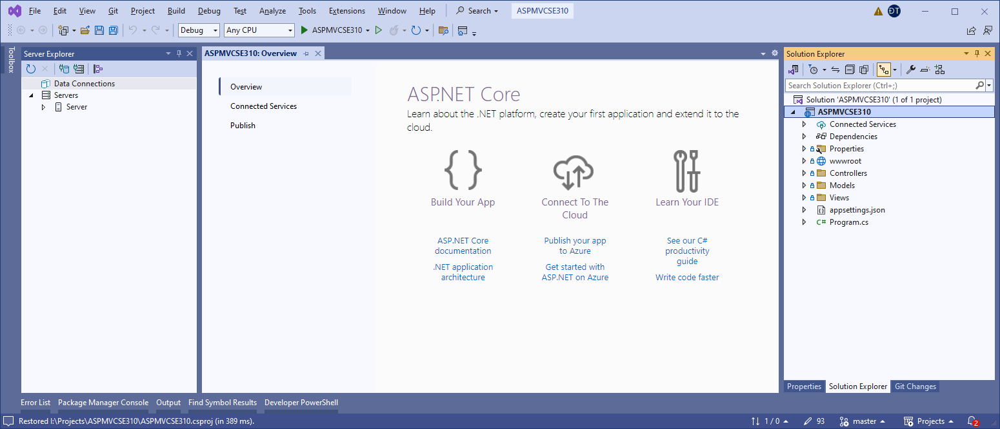 File Edit View Git Project Build Debug Test Analyze Tools Extensions Window Help Search ASPMVCSE310 ĐT
Debug Any CPU ASPMVCSE310
Toolbox
Server Explorer
Data Connections
Servers
Server
ASPMVCSE310: Overview
Overview
Connected Services
Publish
ASP.NET Core
Learn about the .NET platform, create your first application and extend it to the
cloud.
Build Your App
ASP.NET Core
documentation
.NET application
architecture
Connect To The
Cloud
Publish your app
to Azure
Get started with
ASP.NET on Azure
Learn Your IDE
See our C#
productivity
guide
Write code faster
Solution Explorer
Search Solution Explorer (Ctrl+;)
Solution 'ASPMVCSE310' (1 of 1 project)
ASPMVCSE310
Connected Services
Dependencies
Properties
wwwroot
Controllers
Models
Views
appsettings.json
C# Program.cs
Properties Solution Explorer Git Changes
Error List Package Manager Console Output Find Symbol Results Developer PowerShell
Restored I:\Projects\ASPMVCSE310\ASPMVCSE310.csproj (in 389 ms). 1 / 0 93 master Projects 2